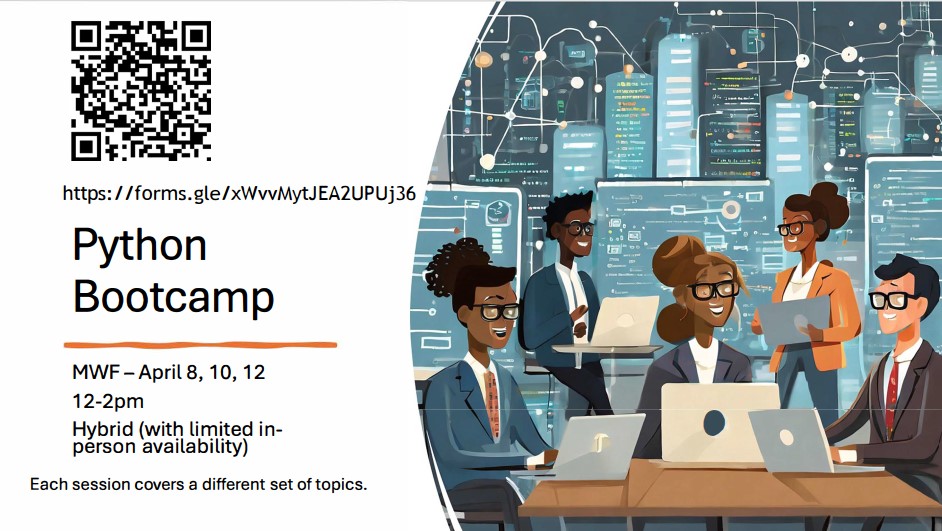 https://forms.gle/xWvvMytJEA2UPUj36
Python
Bootcamp
MWF – April 8, 10, 12
12-2pm
Hybrid (with limited in-
person availability)
Each session covers a different set of topics.